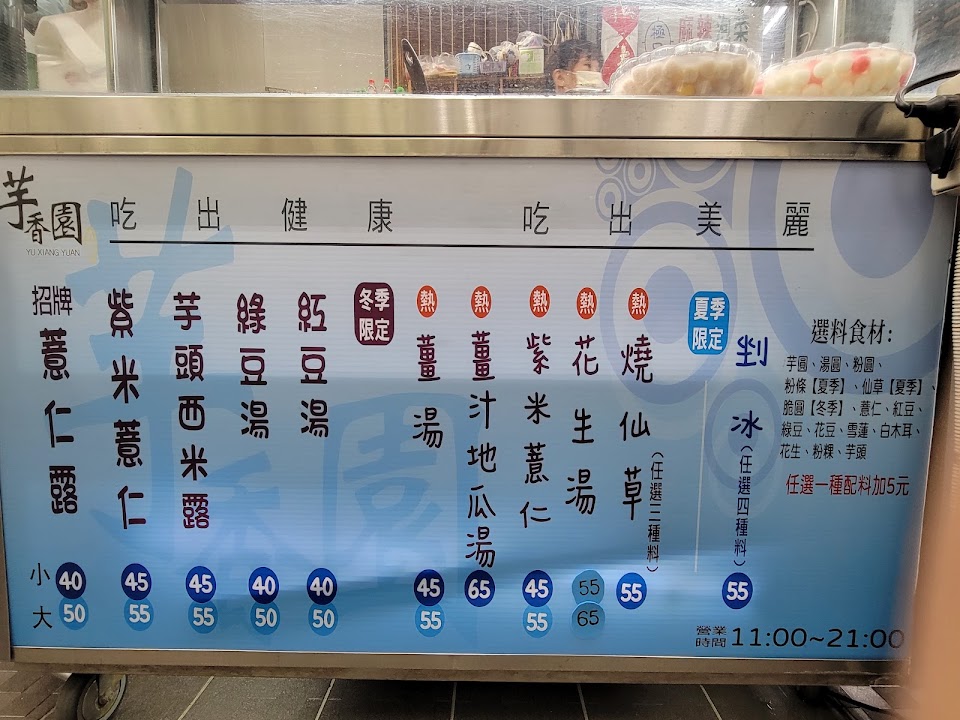 芋香園
YU XIANG YUAN
吃出健康 吃出美麗
招牌薏仁露 小40 大50
紫米薏仁 45 55
芋頭西米露 45 55
綠豆湯 40 50
紅豆湯 40 50
冬季限定
熱 薑湯 45 55
熱 薑汁地瓜湯 65
熱 紫米薏仁 45 55
熱 花生湯 55 65
熱 燒仙草(任選三種料) 55
夏季限定
剉冰(任選四種料) 55
選料食材:
芋圓、湯圓、粉圓、
粉條【夏季】、仙草【夏季】、
脆圓【冬季】、薏仁、紅豆、
綠豆、花豆、雪蓮、白木耳、
花生、粉粿、芋頭
任選一種配料加5元
營業時間 11:00~21:00